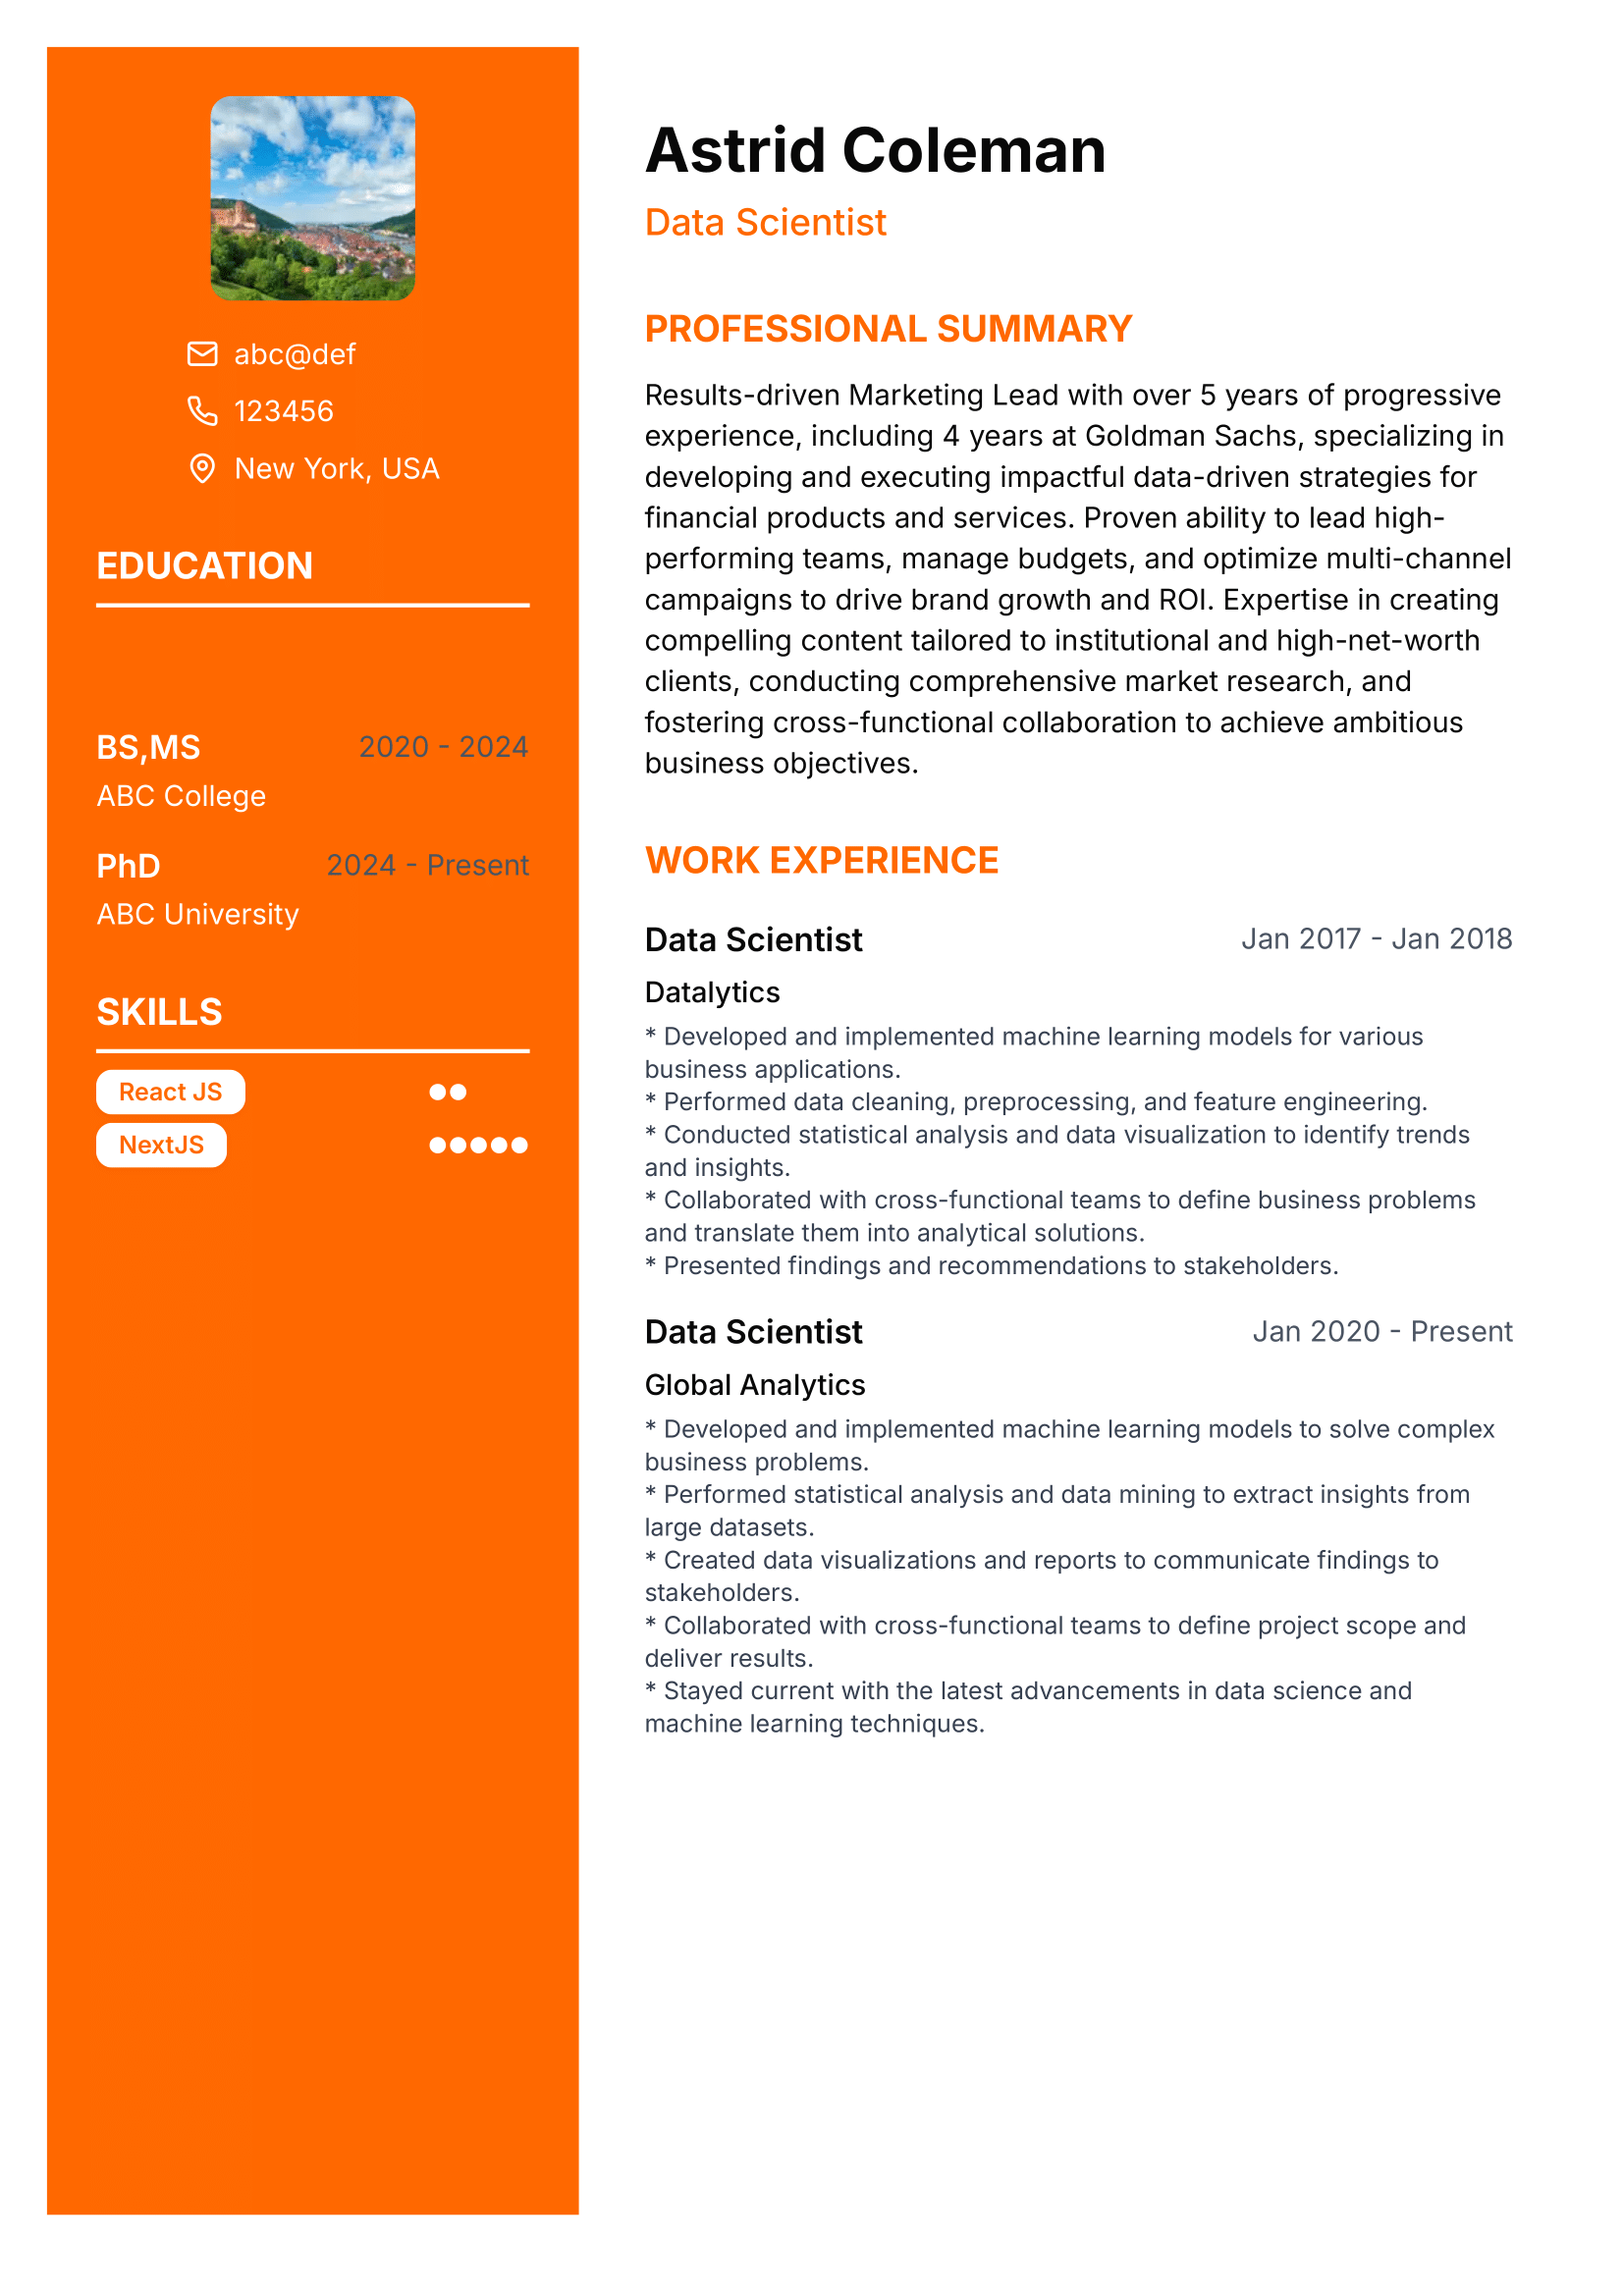 abc@def
123456
New York, USA
EDUCATION
BS,MS 2020 - 2024
ABC College
PhD 2024 - Present
ABC University
SKILLS
React JS
NextJS
Astrid Coleman
Data Scientist
PROFESSIONAL SUMMARY
Results-driven Marketing Lead with over 5 years of progressive
experience, including 4 years at Goldman Sachs, specializing in
developing and executing impactful data-driven strategies for
financial products and services. Proven ability to lead high-
performing teams, manage budgets, and optimize multi-channel
campaigns to drive brand growth and ROI. Expertise in creating
compelling content tailored to institutional and high-net-worth
clients, conducting comprehensive market research, and
fostering cross-functional collaboration to achieve ambitious
business objectives.
WORK EXPERIENCE
Data Scientist Jan 2017 - Jan 2018
Datalytics
* Developed and implemented machine learning models for various
business applications.
* Performed data cleaning, preprocessing, and feature engineering.
* Conducted statistical analysis and data visualization to identify trends
and insights.
* Collaborated with cross-functional teams to define business problems
and translate them into analytical solutions.
* Presented findings and recommendations to stakeholders.
Data Scientist Jan 2020 - Present
Global Analytics
* Developed and implemented machine learning models to solve complex
business problems.
* Performed statistical analysis and data mining to extract insights from
large datasets.
* Created data visualizations and reports to communicate findings to
stakeholders.
* Collaborated with cross-functional teams to define project scope and
deliver results.
* Stayed current with the latest advancements in data science and
machine learning techniques.